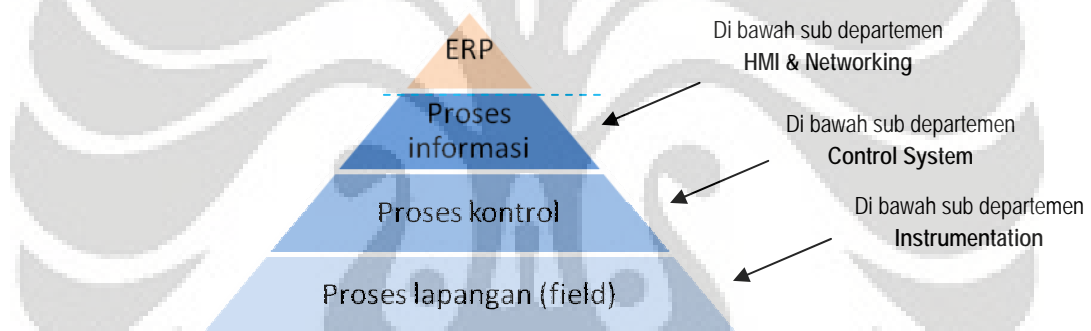 ERP
Di bawah sub departemen
HMI & Networking
Proses
informasi
Di bawah sub departemen
Control System
Proses kontrol
Di bawah sub departemen
Instrumentation
Proses lapangan (field)